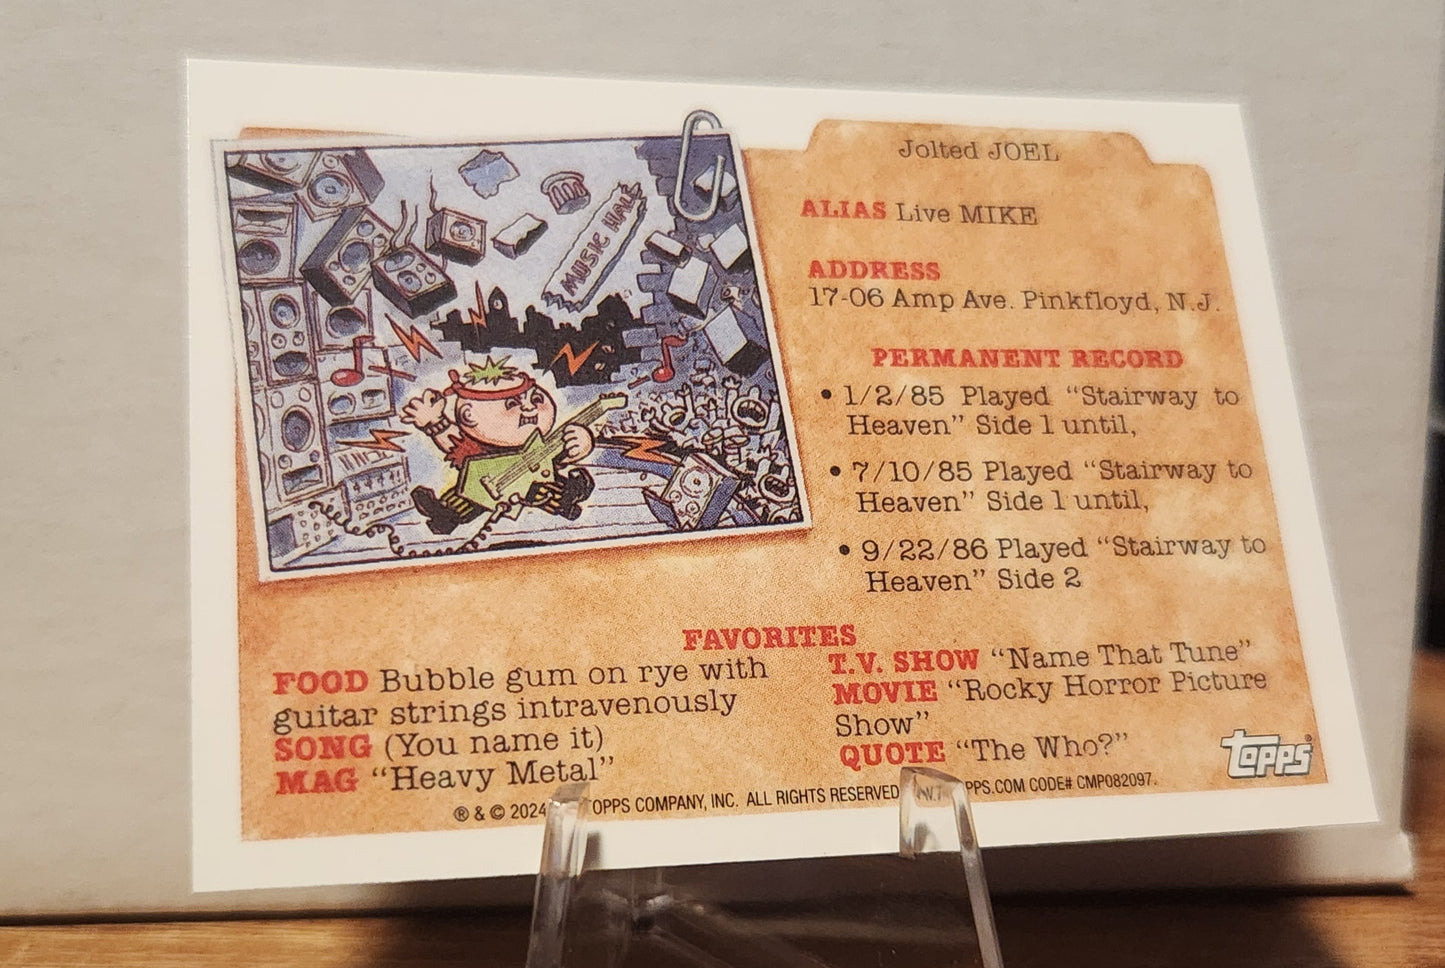 Jolted JOEL
MUSIC HALL
ALIAS Live MIKE
ADDRESS
17-06 Amp Ave. Pinkfloyd, N.J.
PERMANENT RECORD
• 1/2/85 Played “Stairway to
Heaven” Side 1 until,
• 7/10/85 Played “Stairway to
Heaven” Side 1 until,
• 9/22/86 Played “Stairway to
Heaven” Side 2
FAVORITES
FOOD Bubble gum on rye with
guitar strings intravenously
SONG (You name it)
MAG “Heavy Metal”
T.V. SHOW “Name That Tune”
MOVIE “Rocky Horror Picture
Show”
QUOTE “The Who?”
topps®
® & © 2024 OPPS COMPANY, INC. ALL RIGHTS RESERVED PPS.COM CODE# CMP082097.